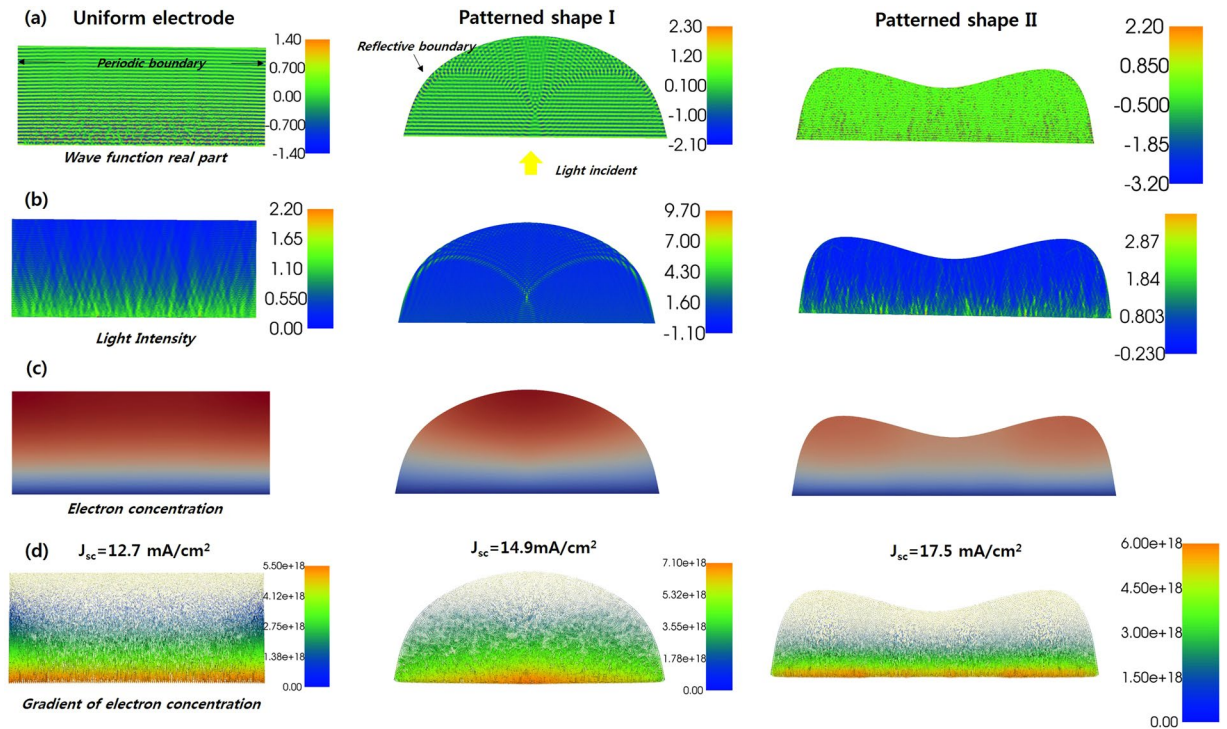 (a)
Uniform electrode
Patterned shape I
Patterned shape II
1.40
0.700
0.00
-0.700
-1.40
Periodic boundary
Wave function real part
Reflective boundary
2.30
1.20
0.100
-1.00
-2.10
Light incident
2.20
0.850
-0.500
-1.85
-3.20
(b)
2.20
1.65
1.10
0.550
0.00
Light Intensity
9.70
7.00
4.30
1.60
-1.10
2.87
1.84
0.803
-0.230
(c)
Electron concentration
(d)
Jsc=12.7 mA/cm2
Jsc=14.9mA/cm2
Jsc=17.5 mA/cm2
5.50e+18
4.12e+18
2.75e+18
1.38e+18
0.00
7.10e+18
5.32e+18
3.55e+18
1.78e+18
0.00
6.00e+18
4.50e+18
3.00e+18
1.50e+18
0.00
Gradient of electron concentration